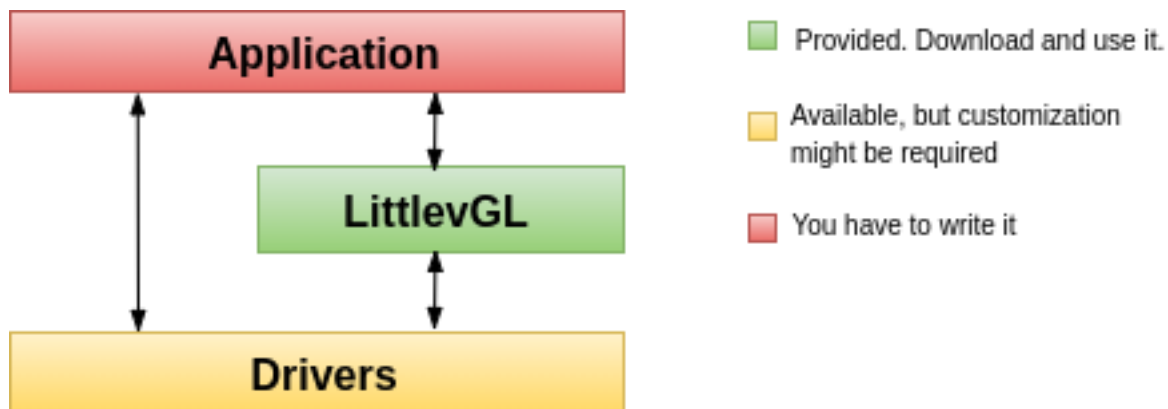 Application
LittlevGL
Drivers
Provided. Download and use it.
Available, but customization
might be required
You have to write it